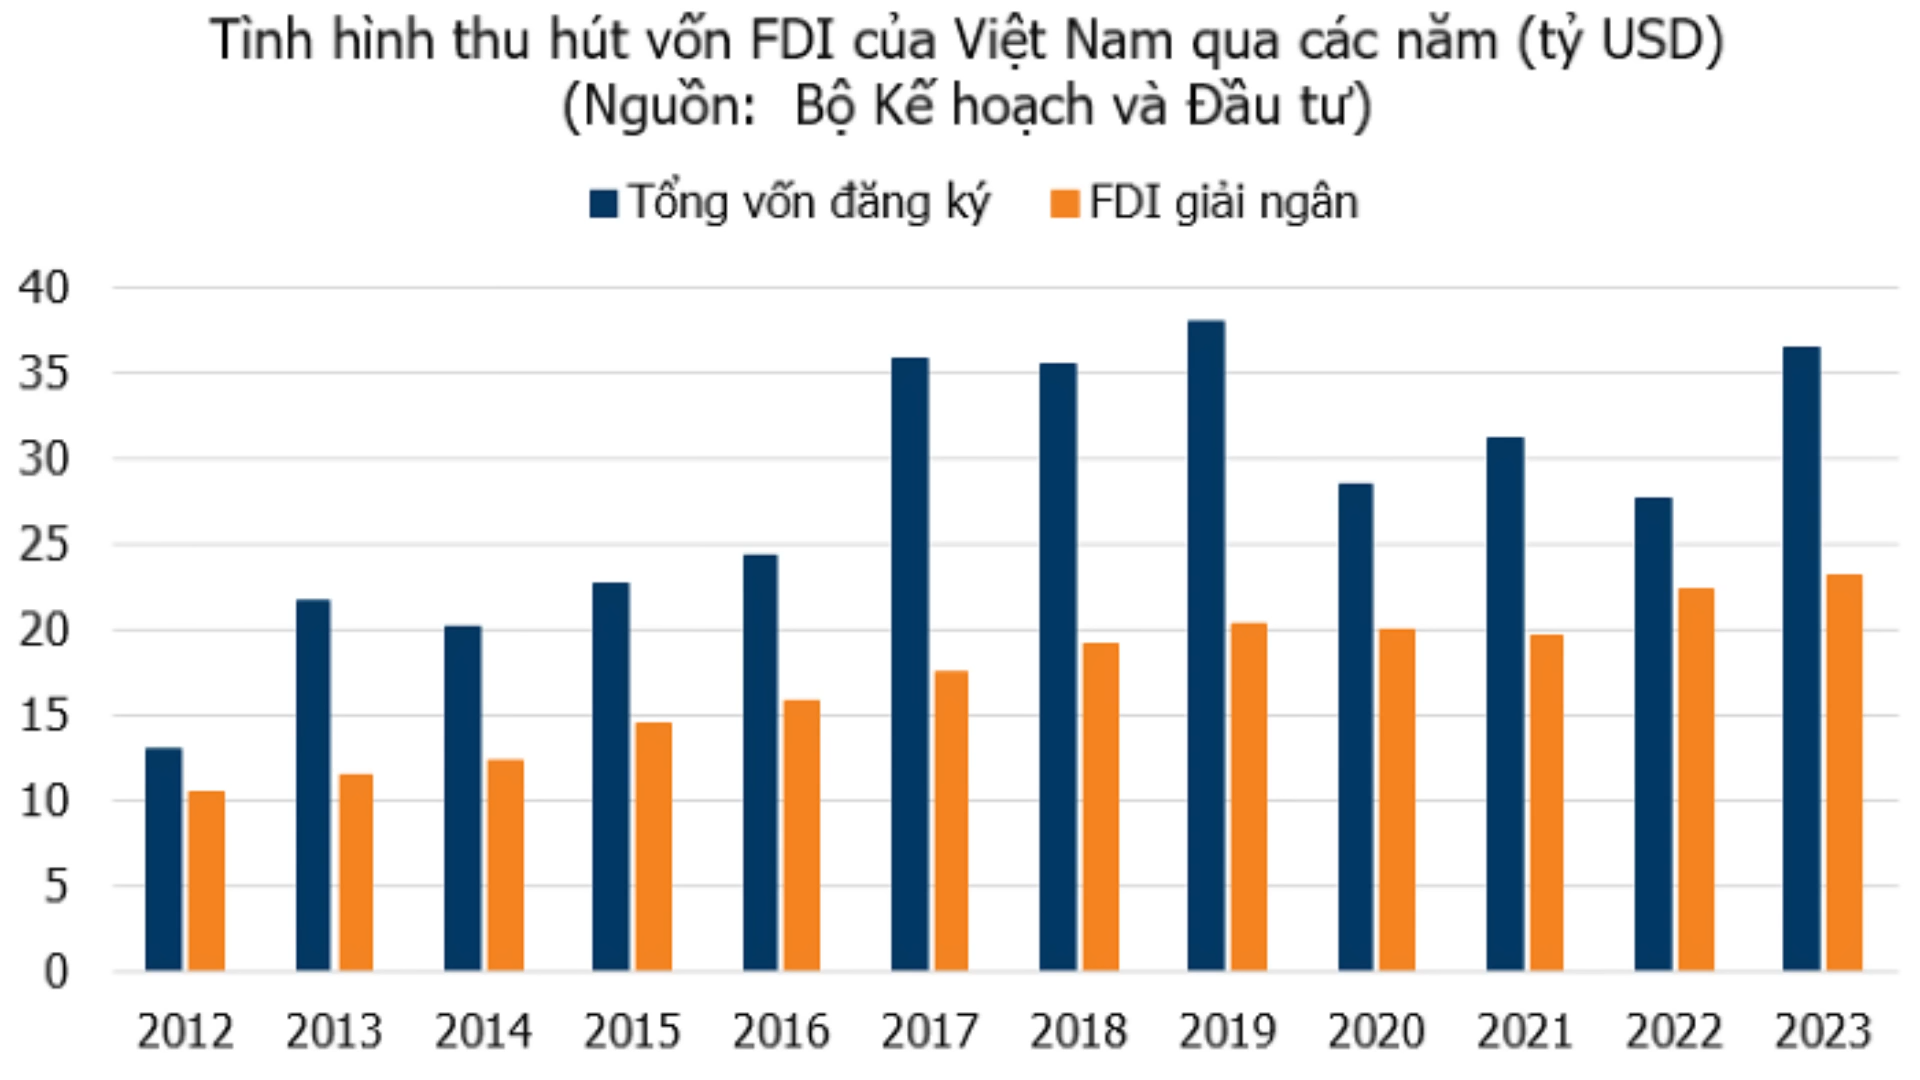 Tình hình thu hút vốn FDI của Việt Nam qua các năm (tỷ USD)
(Nguồn: Bộ Kế hoạch và Đầu tư)
Tổng vốn đăng ký FDI giải ngân
40
35
30
25
20
15
10
5
0
2012 2013 2014 2015 2016 2017 2018 2019 2020 2021 2022 2023